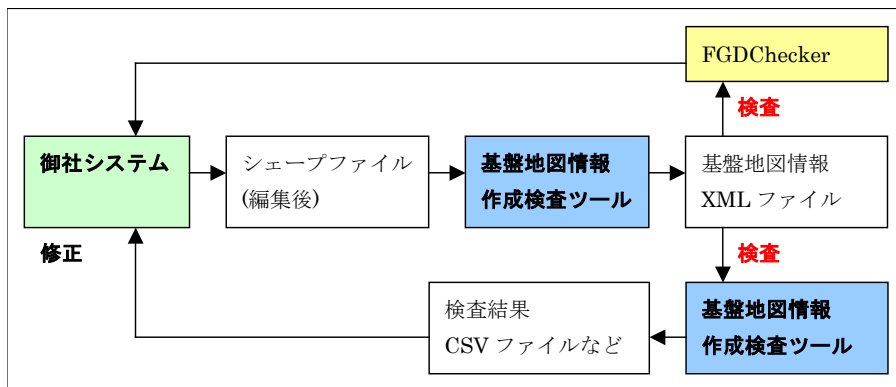 FGDChecker
検査
御社システム
シェープファイル
(編集後)
基盤地図情報
作成検査ツール
基盤地図情報
XML ファイル
修正
検査
検査結果
CSV ファイルなど
基盤地図情報
作成検査ツール